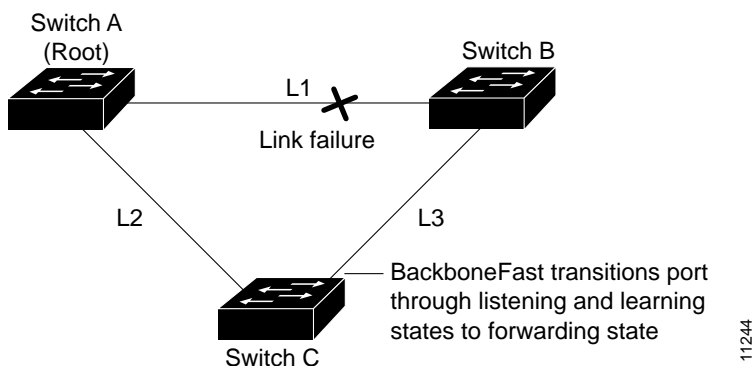 Switch A
(Root)
Switch B
L1
Link failure
L2
L3
BackboneFast transitions port
through listening and learning
states to forwarding state
Switch C
11244